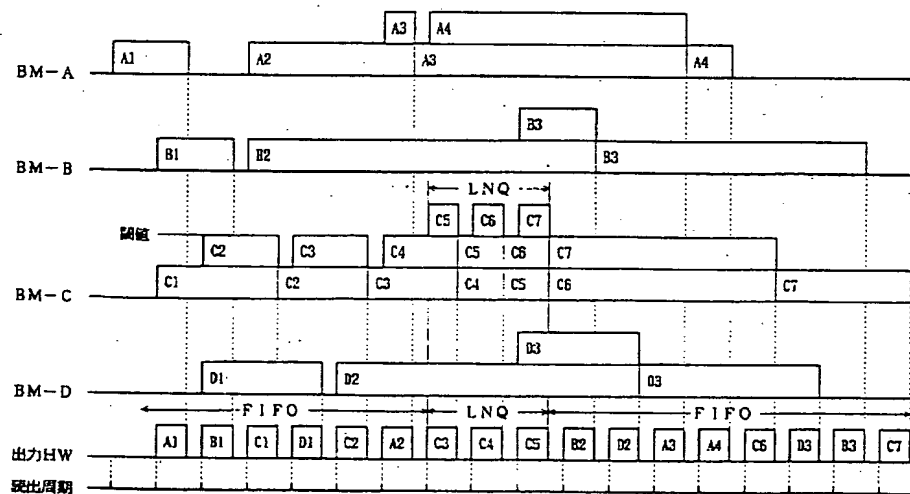 A3 A4
BM-A A1 A2 A3 A4
B3
BM-B B1 B2 B3
LNQ
C5 C6 C7
閾値 C2 C3 C4 C5 C6 C7
BM-C C1 C2 C3 C4 C5 C6 C7
D3
BM-D D1 D2 D3
FIFO LNQ FIFO
出力HW A1 B1 C1 D1 C2 A2 C3 C4 C5 B2 D2 A3 A4 C6 D3 B3 C7
読出周期